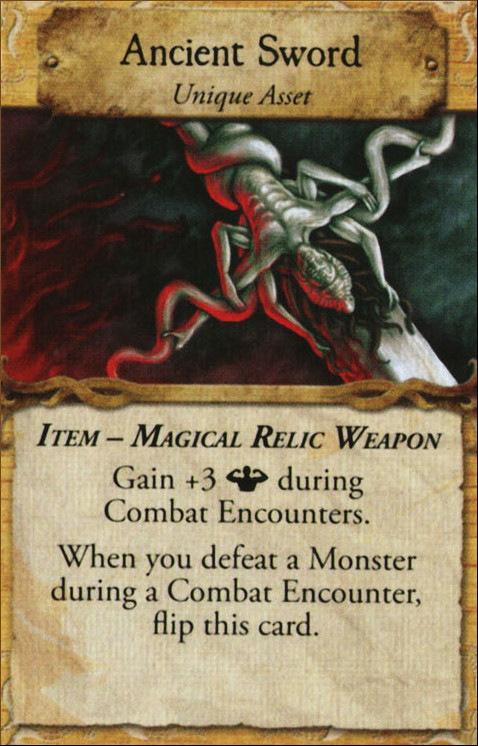 Ancient Sword
Unique Asset
ITEM – MAGICAL RELIC WEAPON
Gain +3 during
Combat Encounters.
When you defeat a Monster
during a Combat Encounter,
flip this card.